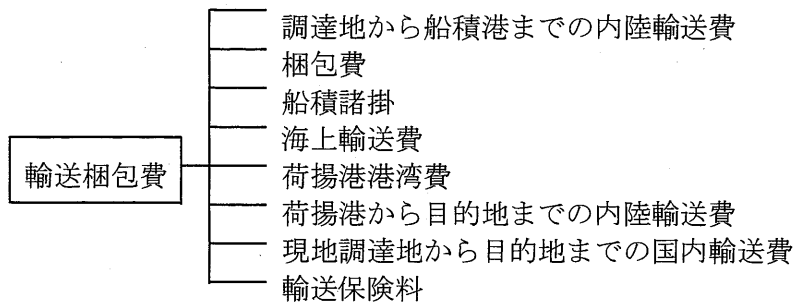 調達地から船積港までの内陸輸送費
梱包費
船積諸掛
海上輸送費
輸送梱包費
荷揚港港湾費
荷揚港から目的地までの内陸輸送費
現地調達地から目的地までの国内輸送費
輸送保険料